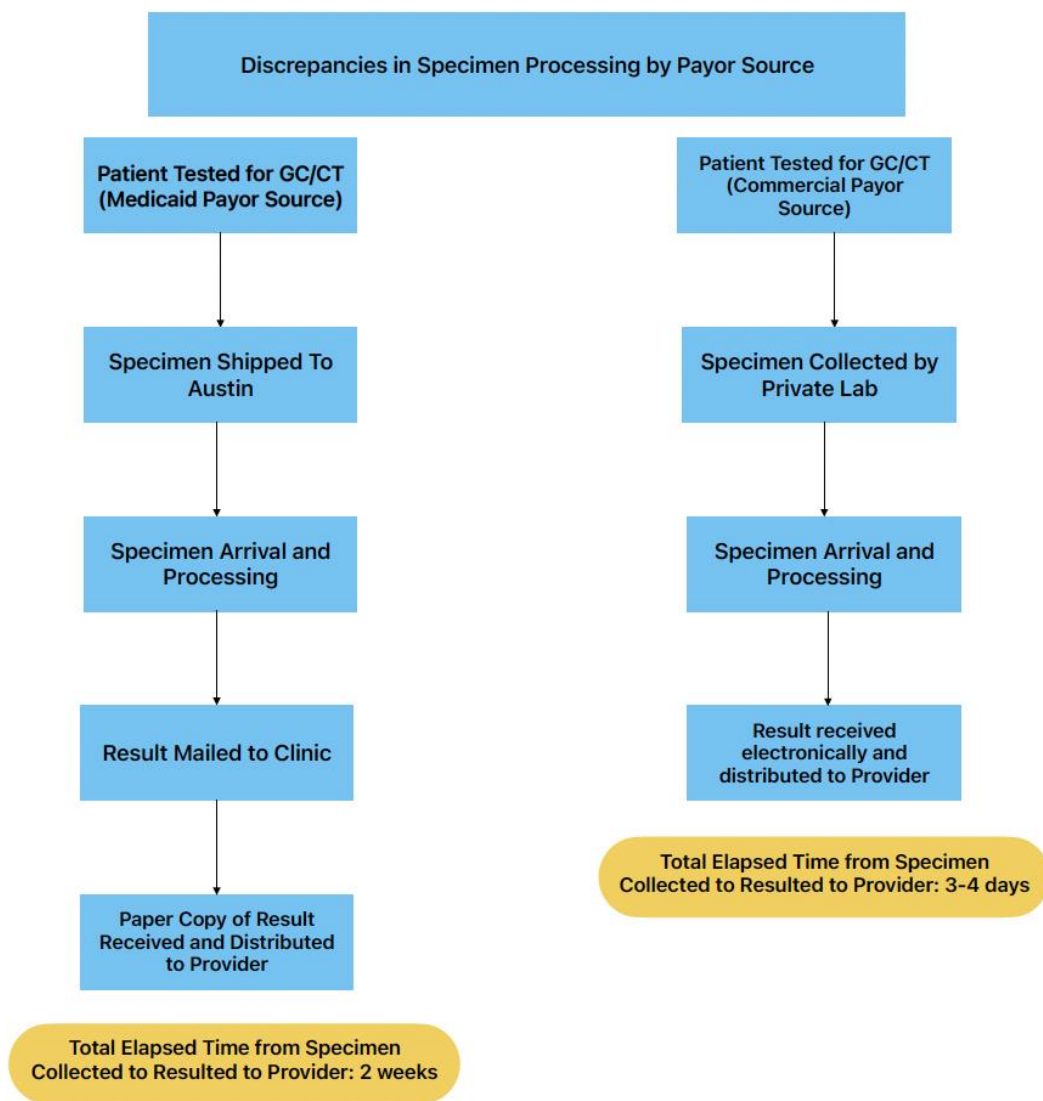 Discrepancies in Specimen Processing by Payor Source
Patient Tested for GC/CT
(Medicaid Payor Source)
Specimen Shipped To
Austin
Specimen Arrival and
Processing
Result Mailed to Clinic
Paper Copy of Result
Received and Distributed
to Provider
Total Elapsed Time from Specimen
Collected to Resulted to Provider: 2 weeks
Patient Tested for GC/CT
(Commercial Payor
Source)
Specimen Collected by
Private Lab
Specimen Arrival and
Processing
Result received
electronically and
distributed to Provider
Total Elapsed Time from Specimen
Collected to Resulted to Provider: 3-4 days